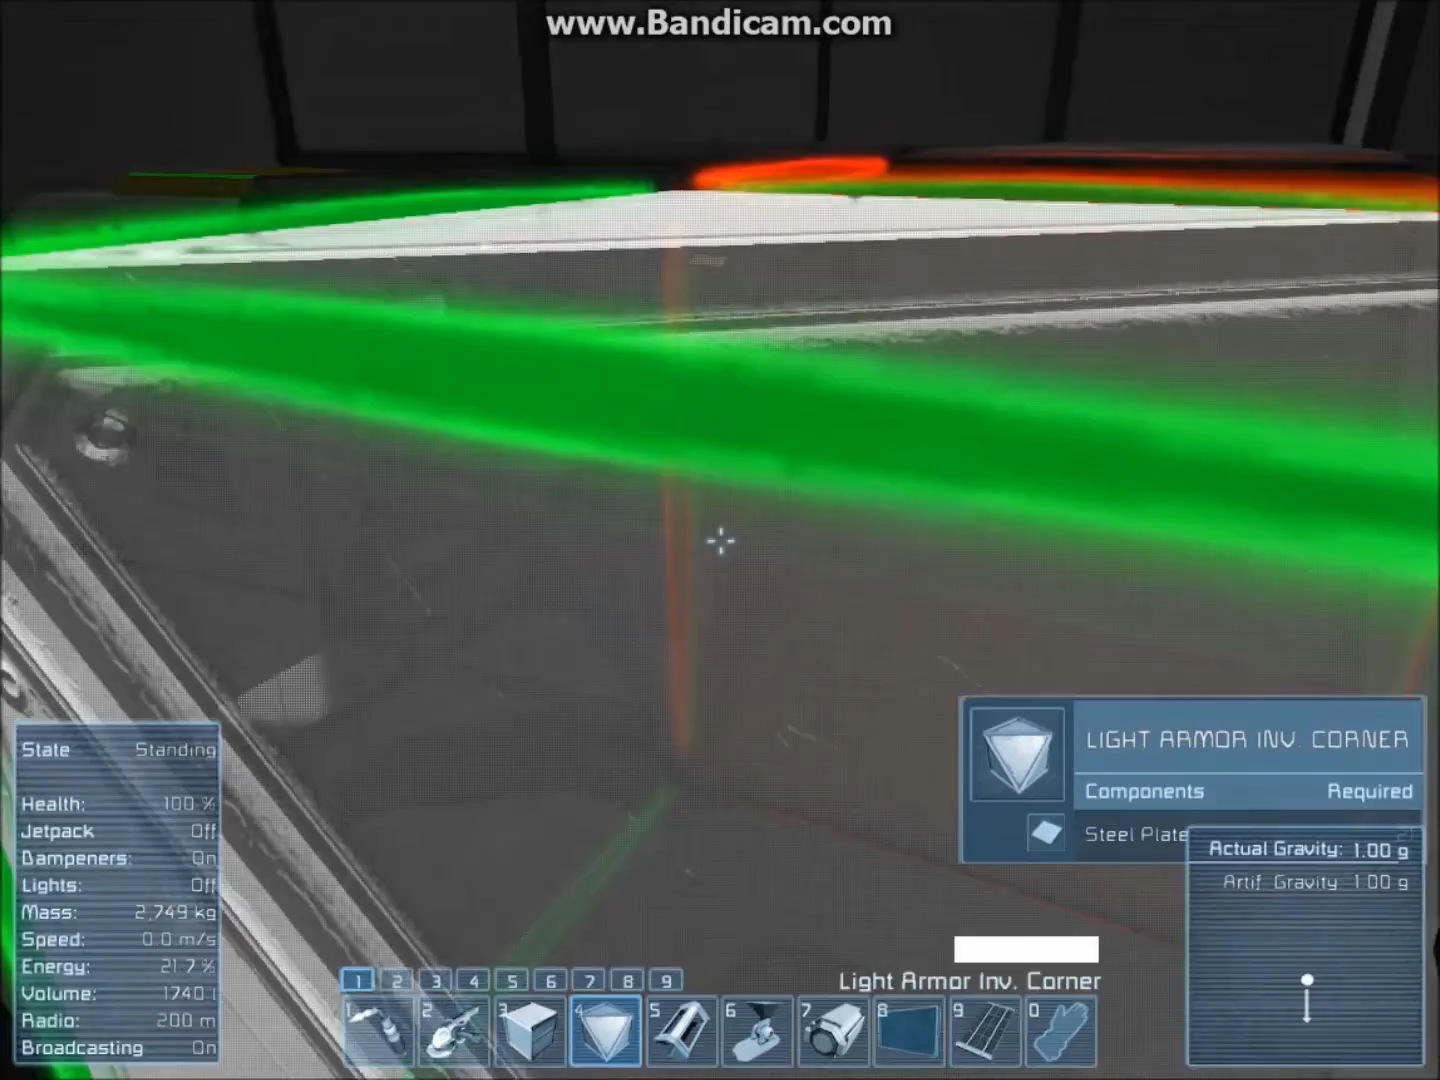 www.Bandicam.com
State Standing
Health: 100 %
Jetpack Off
Dampeners: On
Lights: Off
Mass: 2,749 kg
Speed: 0.0 m/s
Energy: 21.7 %
Volume: 1740 l
Radio: 200 m
Broadcasting On
LIGHT ARMOR INV. CORNER
Components Required
Steel Plate
Actual Gravity: 1.00 g
Artif. Gravity 1.00 g
Light Armor Inv. Corner
1 2 3 4 5 6 7 8 9
1 2 3 4 5 6 7 8 9 0